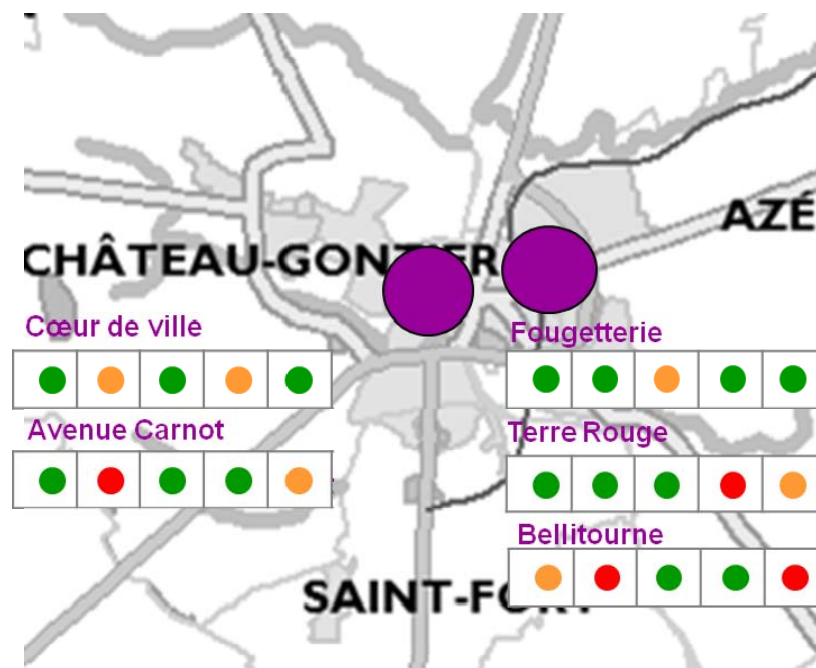 AZÉ
CHÂTEAU-GONTIER
Cœur de ville
Fougetterie
Avenue Carnot
Terre Rouge
Bellitourne
SAINT-FORT